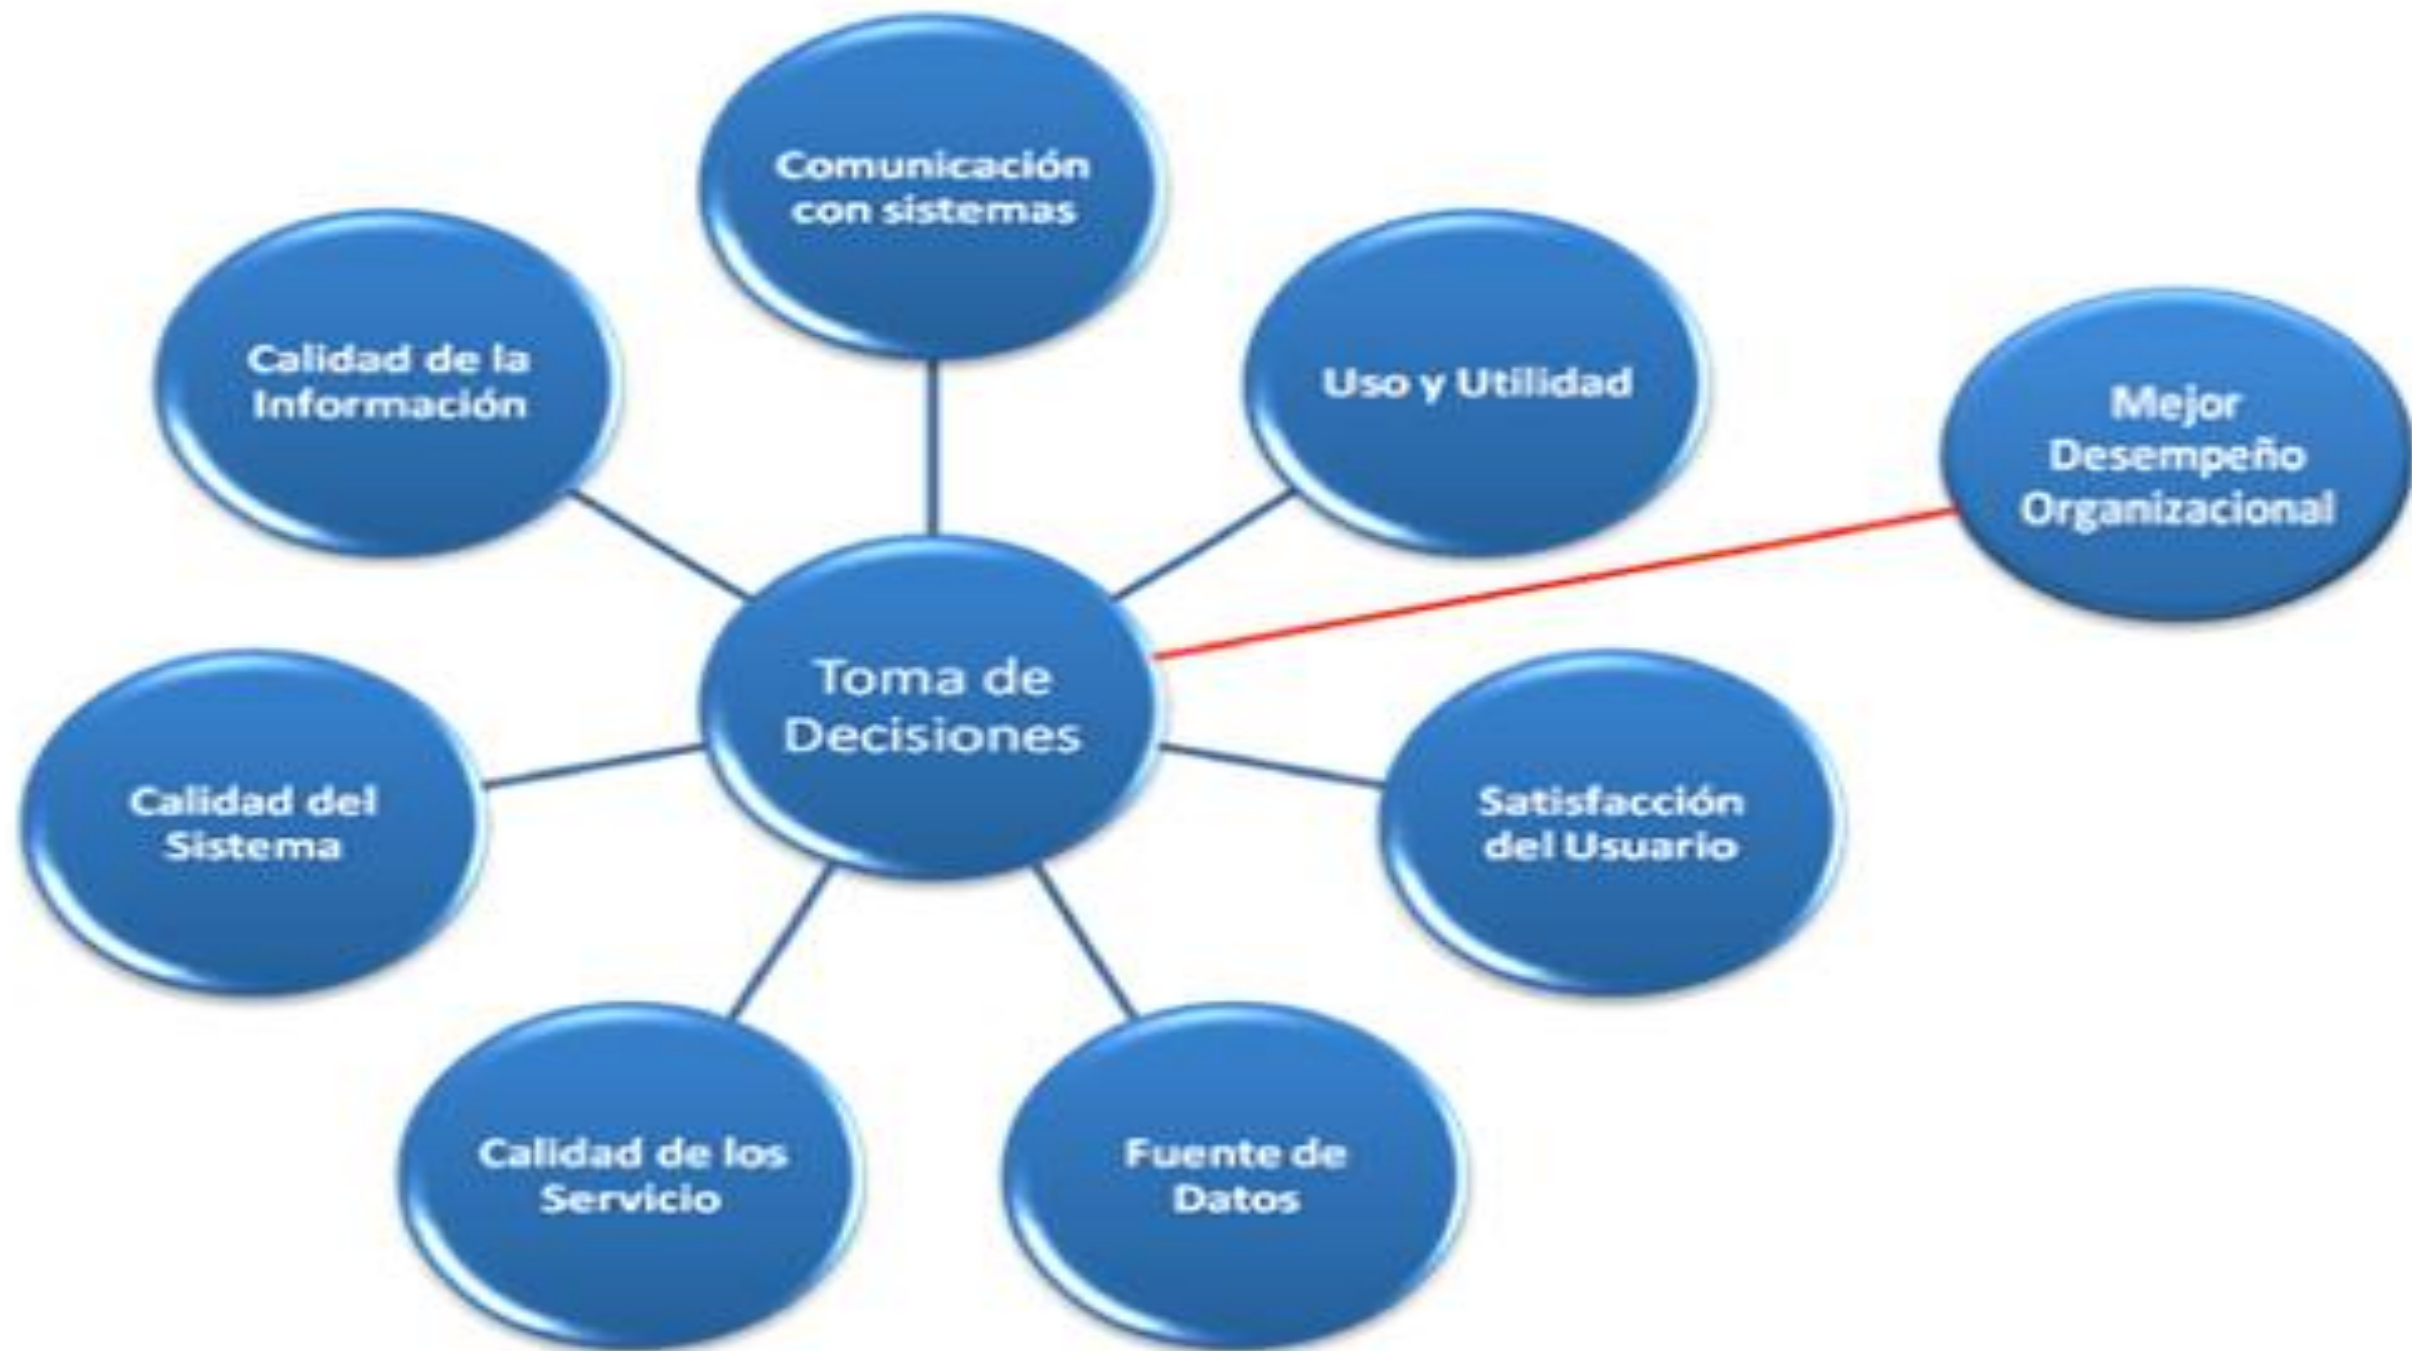 Comunicación
con sistemas
Calidad de la
Información
Uso y Utilidad
Mejor
Desempeño
Organizacional
Toma de
Decisiones
Calidad del
Sistema
Satisfacción
del Usuario
Calidad de los
Servicio
Fuente de
Datos